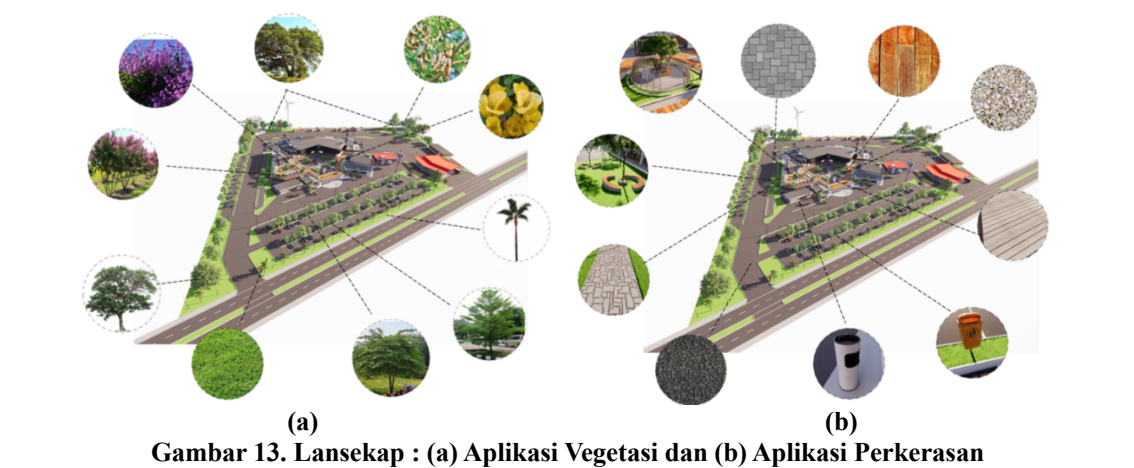 (a) (b)
Gambar 13. Lansekap : (a) Aplikasi Vegetasi dan (b) Aplikasi Perkerasan